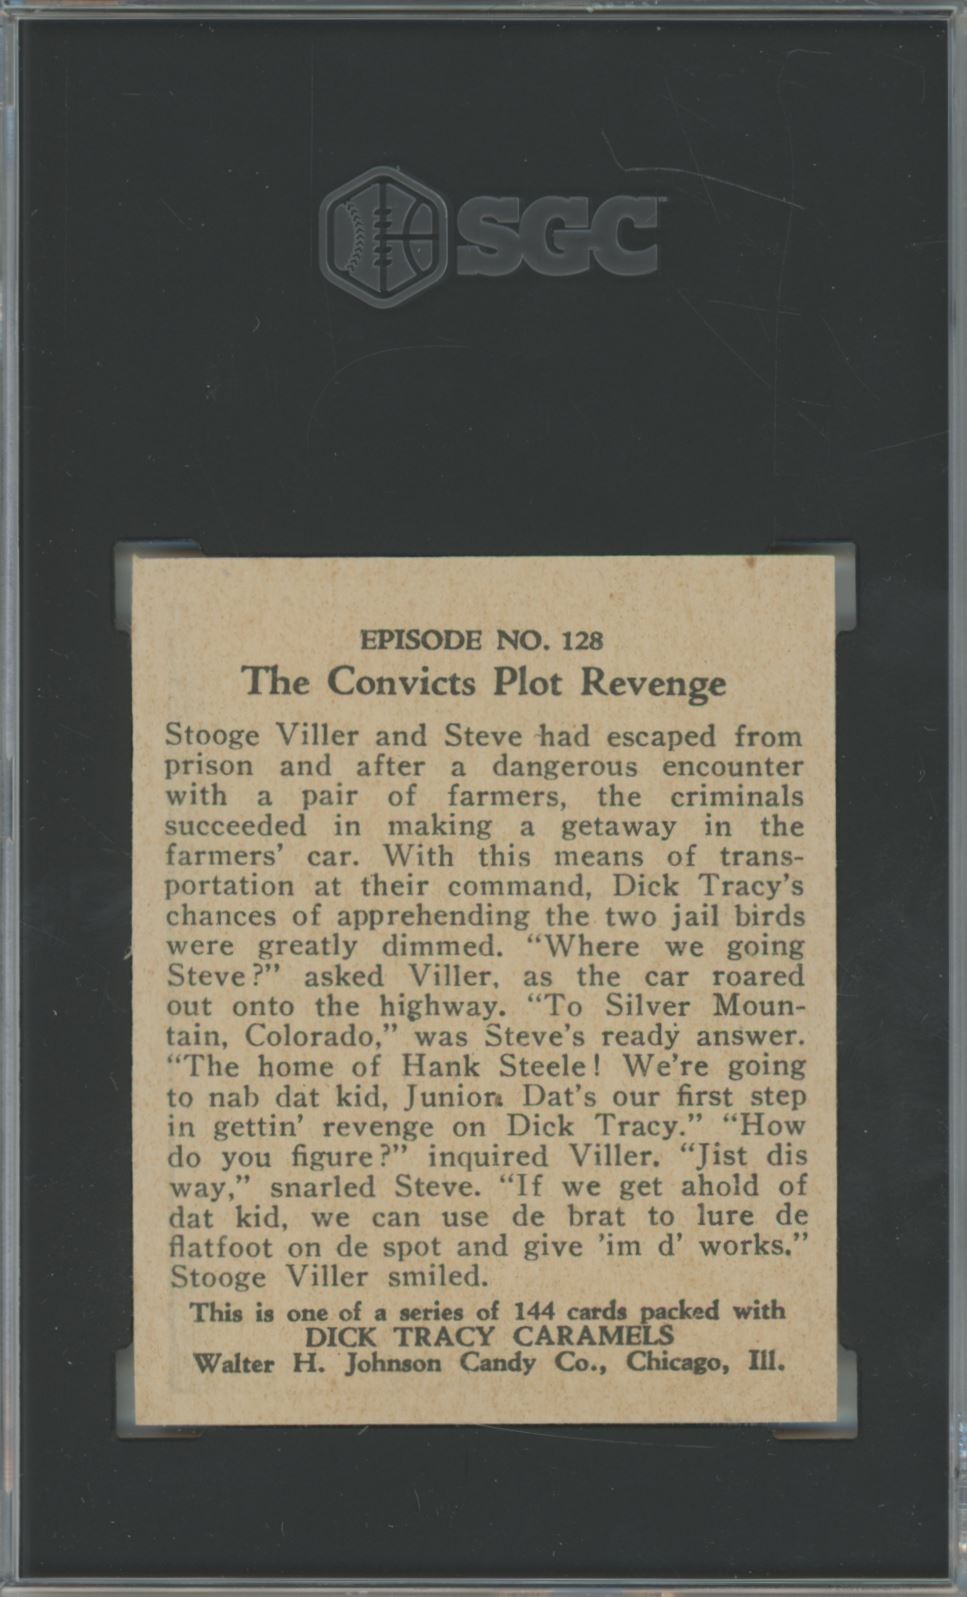 SGC
EPISODE NO. 128
The Convicts Plot Revenge
Stooge Viller and Steve had escaped from
prison and after a dangerous encounter
with a pair of farmers, the criminals
succeeded in making a getaway in the
farmers' car. With this means of trans-
portation at their command, Dick Tracy's
chances of apprehending the two jail birds
were greatly dimmed. "Where we going
Steve?" asked Viller, as the car roared
out onto the highway. "To Silver Moun-
tain, Colorado," was Steve's ready answer.
"The home of Hank Steele! We're going
to nab dat kid, Junior. Dat's our first step
in gettin' revenge on Dick Tracy." "How
do you figure?" inquired Viller. "Jist dis
way," snarled Steve. "If we get ahold of
dat kid, we can use de brat to lure de
flatfoot on de spot and give 'im d' works."
Stooge Viller smiled.
This is one of a series of 144 cards packed with
DICK TRACY CARAMELS
Walter H. Johnson Candy Co., Chicago, Ill.